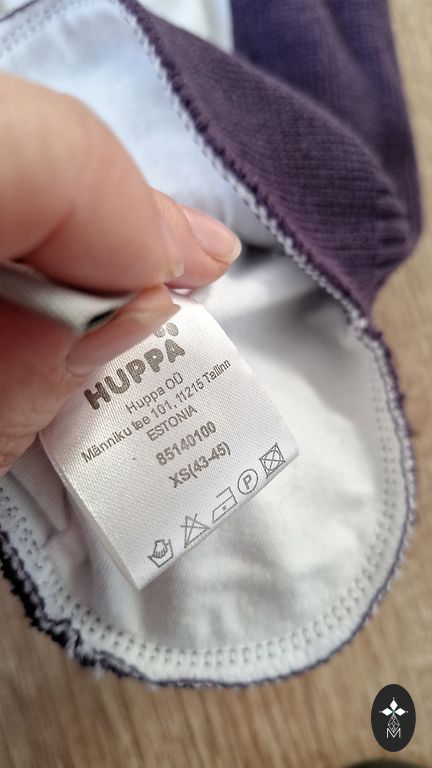 HUPPA
Huppa OÜ
Männiku tee 101, 11215 Tallinn
ESTONIA
85140100
XS(43-45)
P
M